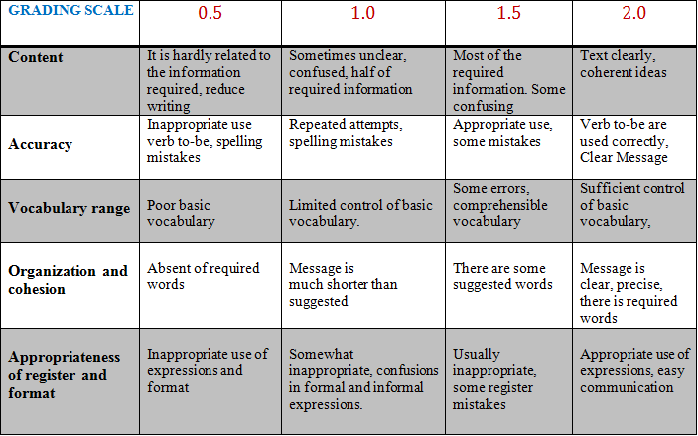 GRADING SCALE 0.5 1.0 1.5 2.0
Content
It is hardly related to
the information
required, reduce
writing
Sometimes unclear,
confused, half of
required information
Most of the
required
information. Some
confusing
Text clearly,
coherent ideas
Accuracy
Inappropriate use
verb to-be, spelling
mistakes
Repeated attempts,
spelling mistakes
Appropriate use,
some mistakes
Verb to-be are
used correctly,
Clear Message
Vocabulary range
Poor basic
vocabulary
Limited control of basic
vocabulary.
Some errors,
comprehensible
vocabulary
Sufficient control
of basic
vocabulary,
Organization and
cohesion
Absent of required
words
Message is
much shorter than
suggested
There are some
suggested words
Message is
clear, precise,
there is required
words
Appropriateness
of register and
format
Inappropriate use of
expressions and
format
Somewhat
inappropriate, confusions
in formal and informal
expressions.
Usually
inappropriate,
some register
mistakes
Appropriate use of
expressions, easy
communication